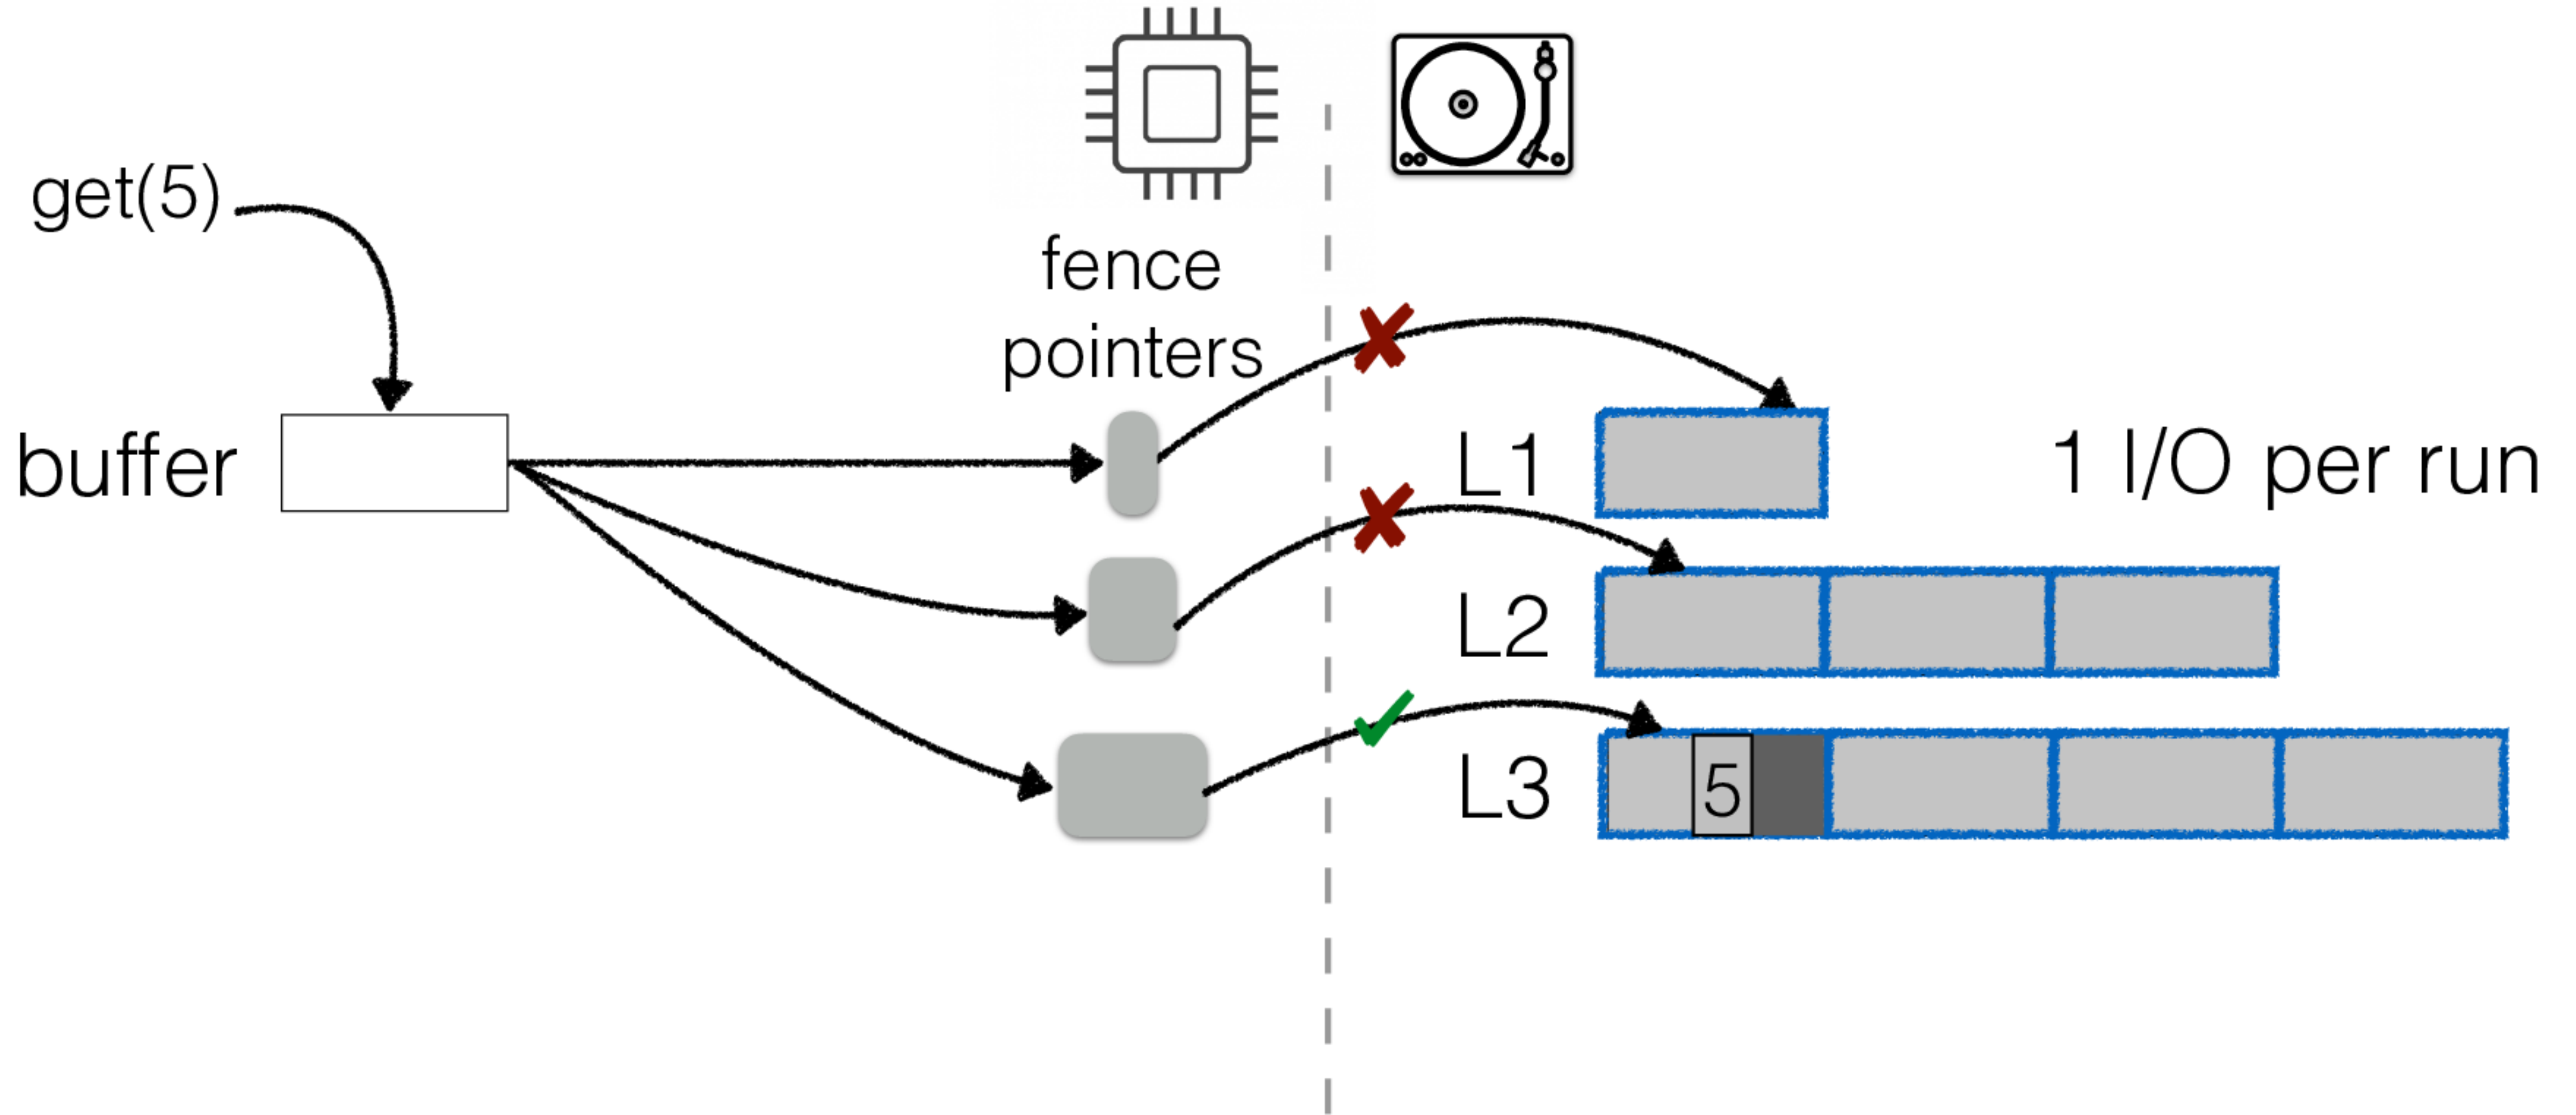 get(5)
fence
pointers
buffer
L1
1 I/O per run
L2
L3
5